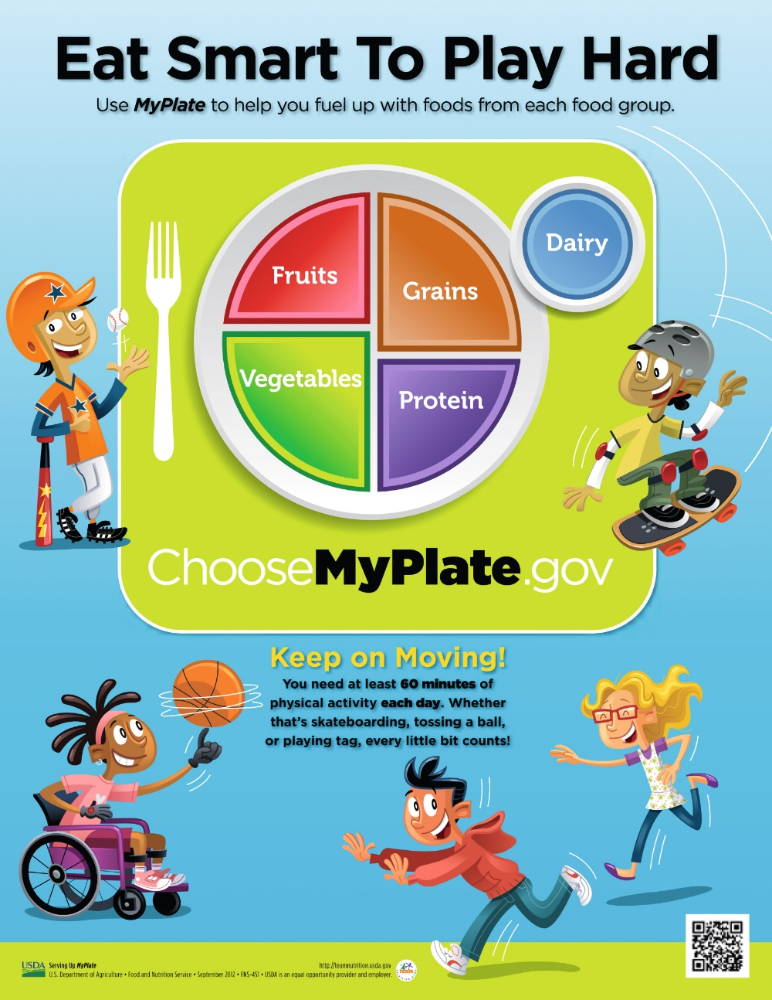 Eat Smart To Play Hard
Use MyPlate to help you fuel up with foods from each food group.
Fruits
Grains
Dairy
Vegetables
Protein
ChooseMyPlate.gov
Keep on Moving!
You need at least 60 minutes of
physical activity each day. Whether
that's skateboarding, tossing a ball,
or playing tag, every little bit counts!
USDA
Serving Up MyPlate
http://teamnutrition.usda.gov
U.S. Department of Agriculture • Food and Nutrition Service • September 2012 • FNS-451 • USDA is an equal opportunity provider and employer.